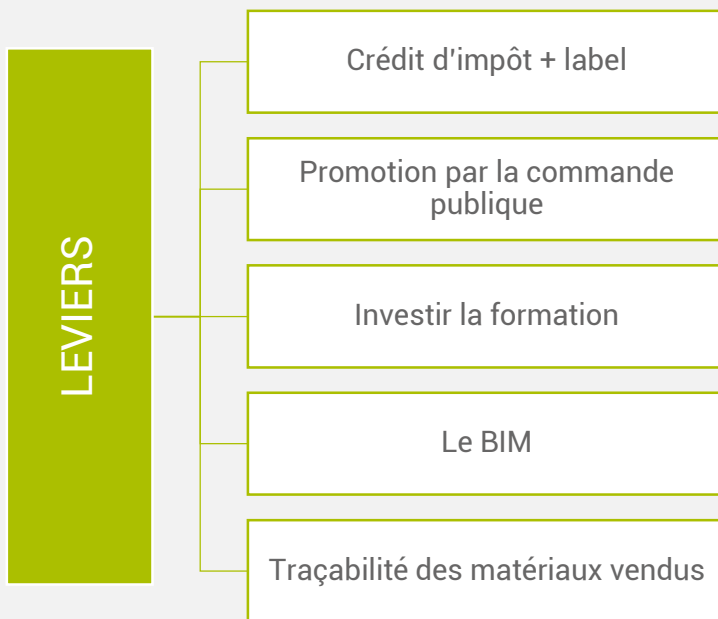 LEVIERS
Crédit d'impôt + label
Promotion par la commande
publique
Investir la formation
Le BIM
Traçabilité des matériaux vendus